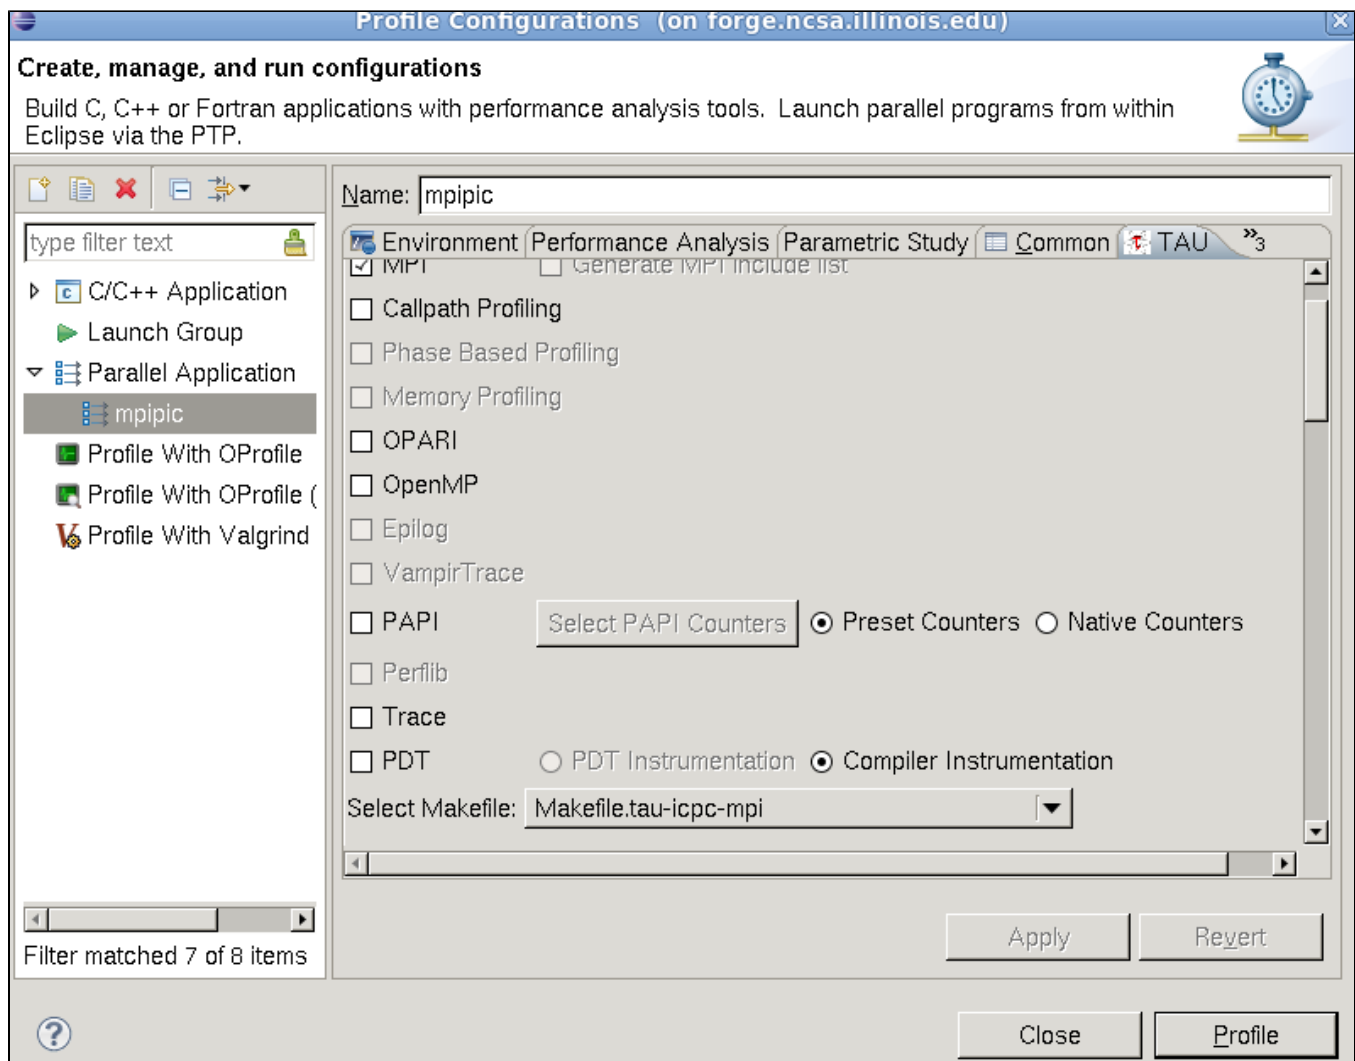 Profile Configurations (on forge.ncsa.illinois.edu)
Create, manage, and run configurations
Build C, C++ or Fortran applications with performance analysis tools. Launch parallel programs from within
Eclipse via the PTP.
Name: mpipic
type filter text
Environment Performance Analysis Parametric Study Common TAU »3
MPI Generate MPI include list
C/C++ Application
Callpath Profiling
Launch Group
Phase Based Profiling
Parallel Application
Memory Profiling
mpipic
OPARI
Profile With OProfile
OpenMP
Profile With OProfile (
Epilog
Profile With Valgrind
VampirTrace
PAPI Select PAPI Counters Preset Counters Native Counters
Perflib
Trace
PDT PDT Instrumentation Compiler Instrumentation
Select Makefile: Makefile.tau-icpc-mpi
Filter matched 7 of 8 items
Apply Revert
Close Profile